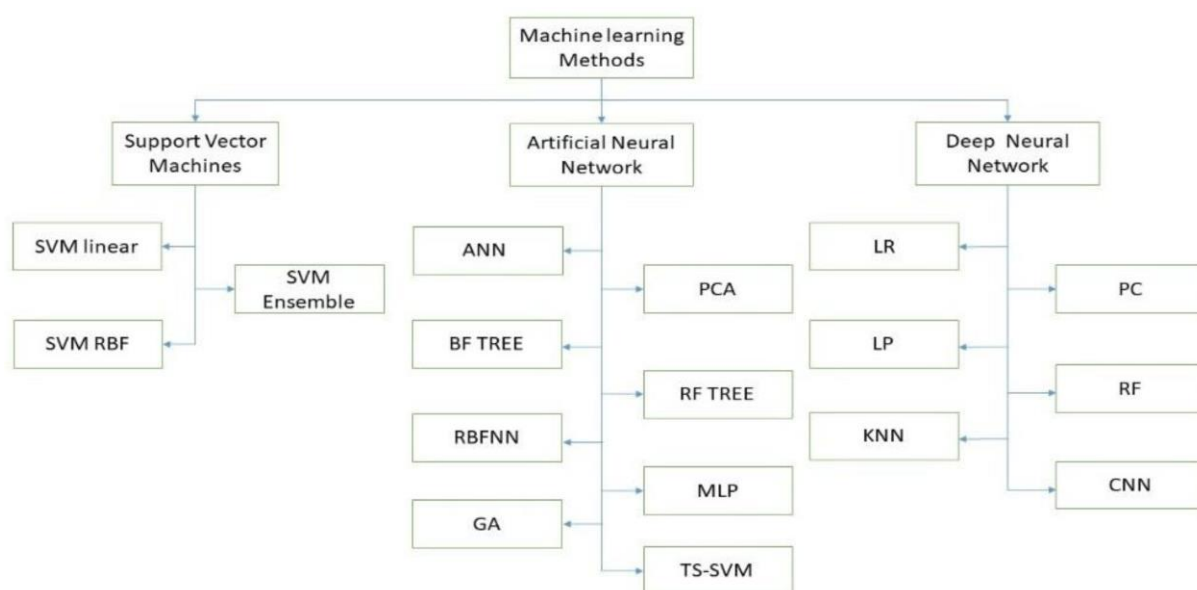 Machine learning
Methods
Support Vector
Machines
Artificial Neural
Network
Deep Neural
Network
SVM linear
SVM
Ensemble
SVM RBF
ANN
PCA
BF TREE
RF TREE
RBFNN
MLP
GA
TS-SVM
LR
PC
LP
RF
KNN
CNN